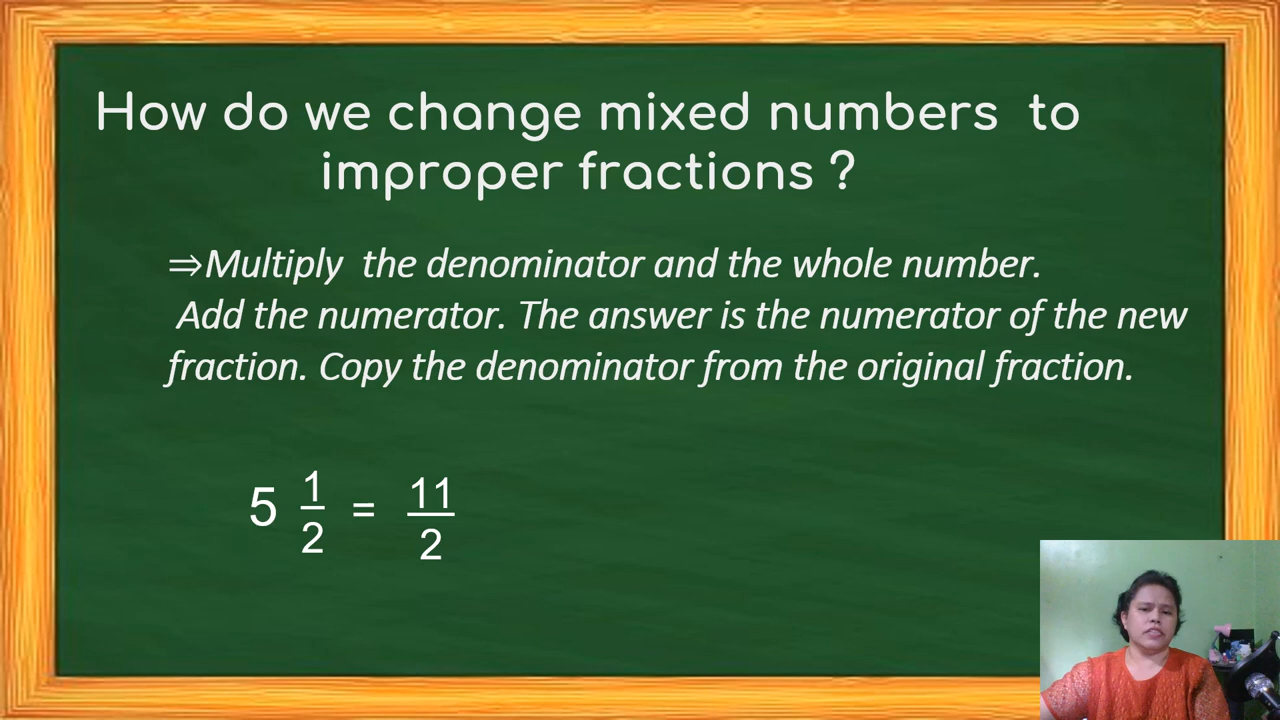 How do we change mixed numbers to
improper fractions ?
⇒Multiply the denominator and the whole number.
Add the numerator. The answer is the numerator of the new
fraction. Copy the denominator from the original fraction.
5 1/2 = 11/2